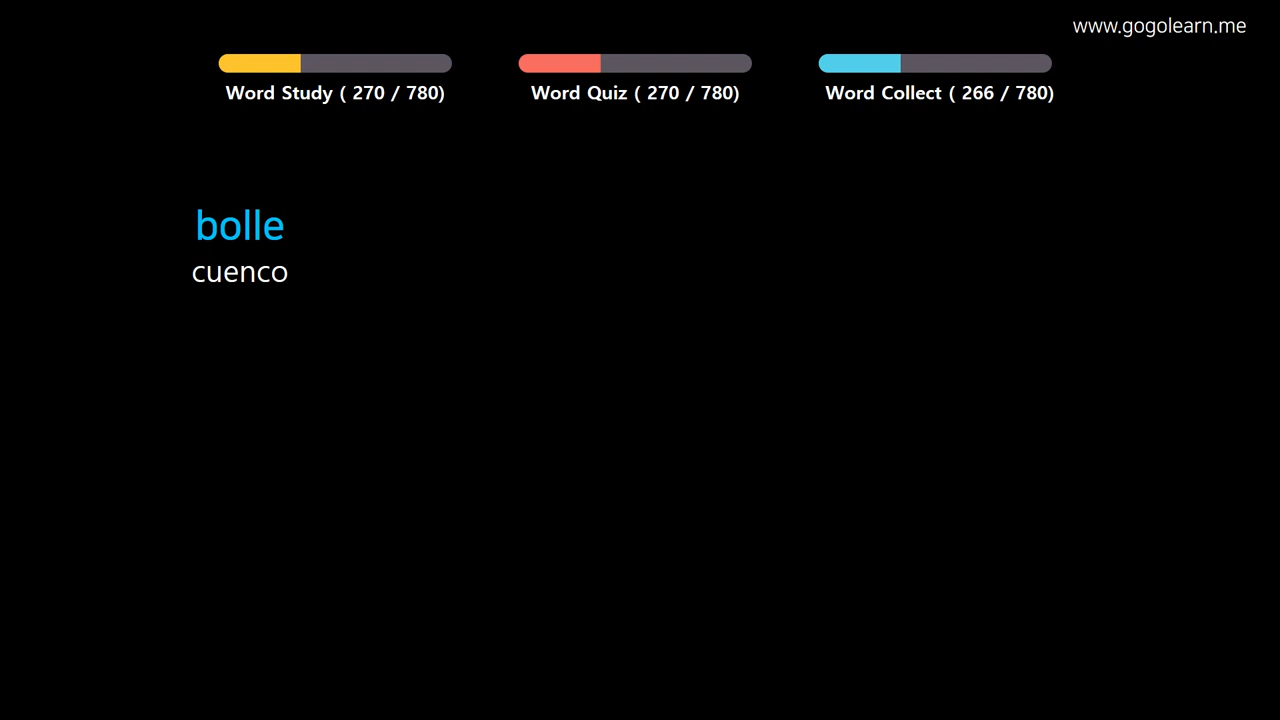 www.gogolearn.me
Word Study ( 270 / 780)
Word Quiz ( 270 / 780)
Word Collect ( 266 / 780)
bolle
cuenco